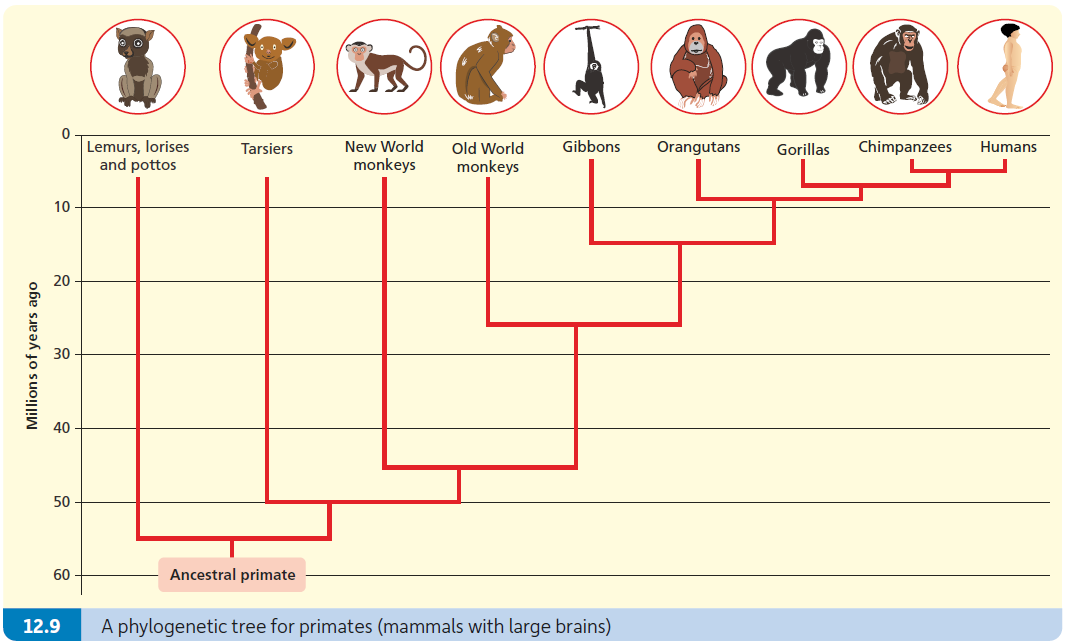 0
Lemurs, lorises
and pottos
Tarsiers
New World
monkeys
Old World
monkeys
Gibbons
Orangutans
Gorillas
Chimpanzees
Humans
10
20
30
40
50
60
Millions of years ago
Ancestral primate
12.9 A phylogenetic tree for primates (mammals with large brains)